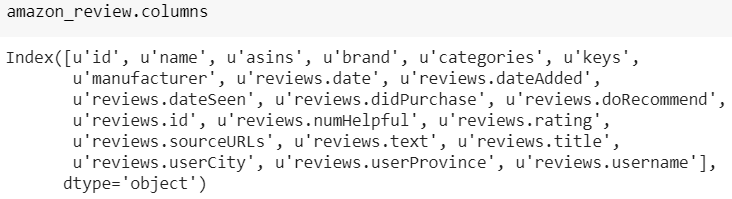 amazon_review.columns
Index([u'id', u'name', u'asins', u'brand', u'categories', u'keys',
u'manufacturer', u'reviews.date', u'reviews.dateAdded',
u'reviews.dateSeen', u'reviews.didPurchase', u'reviews.doRecommend',
u'reviews.id', u'reviews.numHelpful', u'reviews.rating',
u'reviews.sourceURLs', u'reviews.text', u'reviews.title',
u'reviews.userCity', u'reviews.userProvince', u'reviews.username'],
dtype='object')